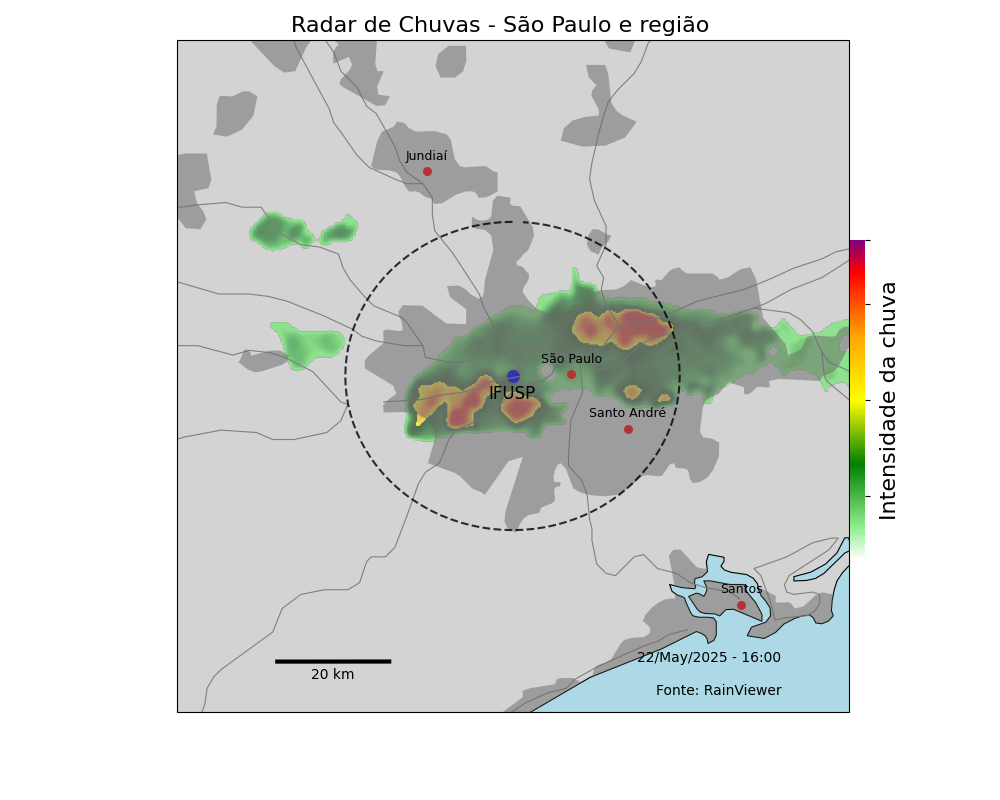 Radar de Chuvas - São Paulo e região
Jundiaí
São Paulo
IFUSP
Santo André
Intensidade da chuva
Santos
22/May/2025 - 16:00
20 km
Fonte: RainViewer